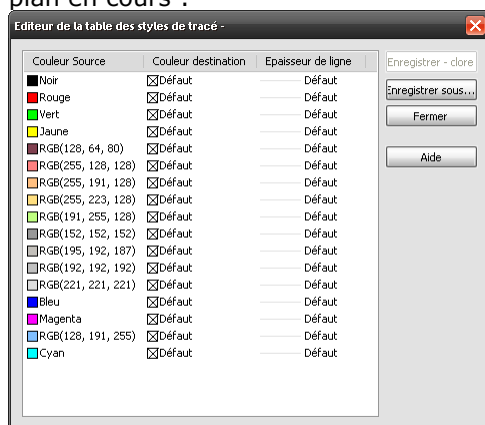 plan en cours :
Editeur de la table des styles de tracé -
Couleur Source Couleur destination Epaisseur de ligne
Enregistrer - clore
Noir Défaut Défaut
Enregistrer sous...
Rouge Défaut Défaut
Vert Défaut Défaut
Fermer
Jaune Défaut Défaut
RGB(128, 64, 80) Défaut Défaut
Aide
RGB(255, 128, 128) Défaut Défaut
RGB(255, 191, 128) Défaut Défaut
RGB(255, 223, 128) Défaut Défaut
RGB(191, 255, 128) Défaut Défaut
RGB(152, 152, 152) Défaut Défaut
RGB(195, 192, 187) Défaut Défaut
RGB(192, 192, 192) Défaut Défaut
RGB(221, 221, 221) Défaut Défaut
Bleu Défaut Défaut
Magenta Défaut Défaut
RGB(128, 191, 255) Défaut Défaut
Cyan Défaut Défaut